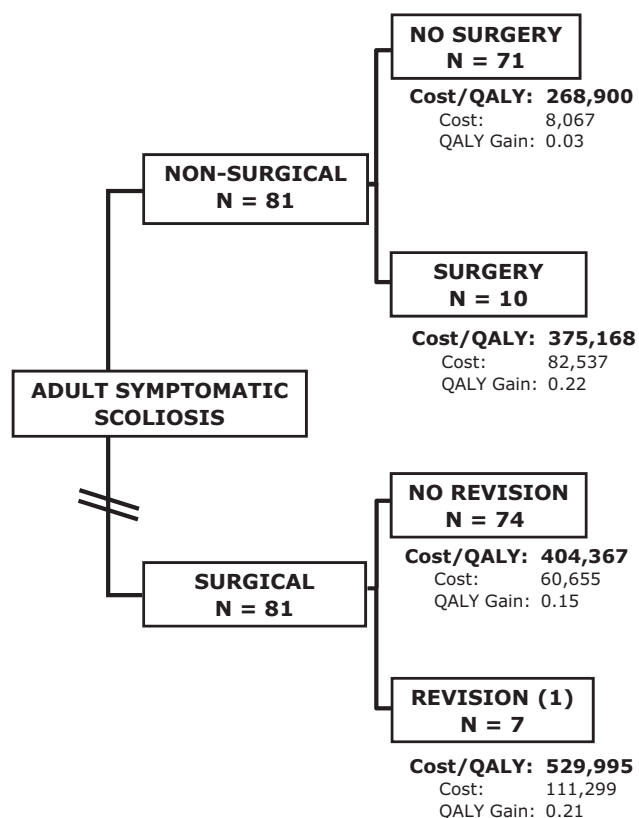 NO SURGERY
N = 71
Cost/QALY: 268,900
Cost: 8,067
QALY Gain: 0.03
NON-SURGICAL
N = 81
SURGERY
N = 10
Cost/QALY: 375,168
Cost: 82,537
QALY Gain: 0.22
ADULT SYMPTOMATIC
SCOLIOSIS
NO REVISION
N = 74
Cost/QALY: 404,367
Cost: 60,655
QALY Gain: 0.15
SURGICAL
N = 81
REVISION (1)
N = 7
Cost/QALY: 529,995
Cost: 111,299
QALY Gain: 0.21